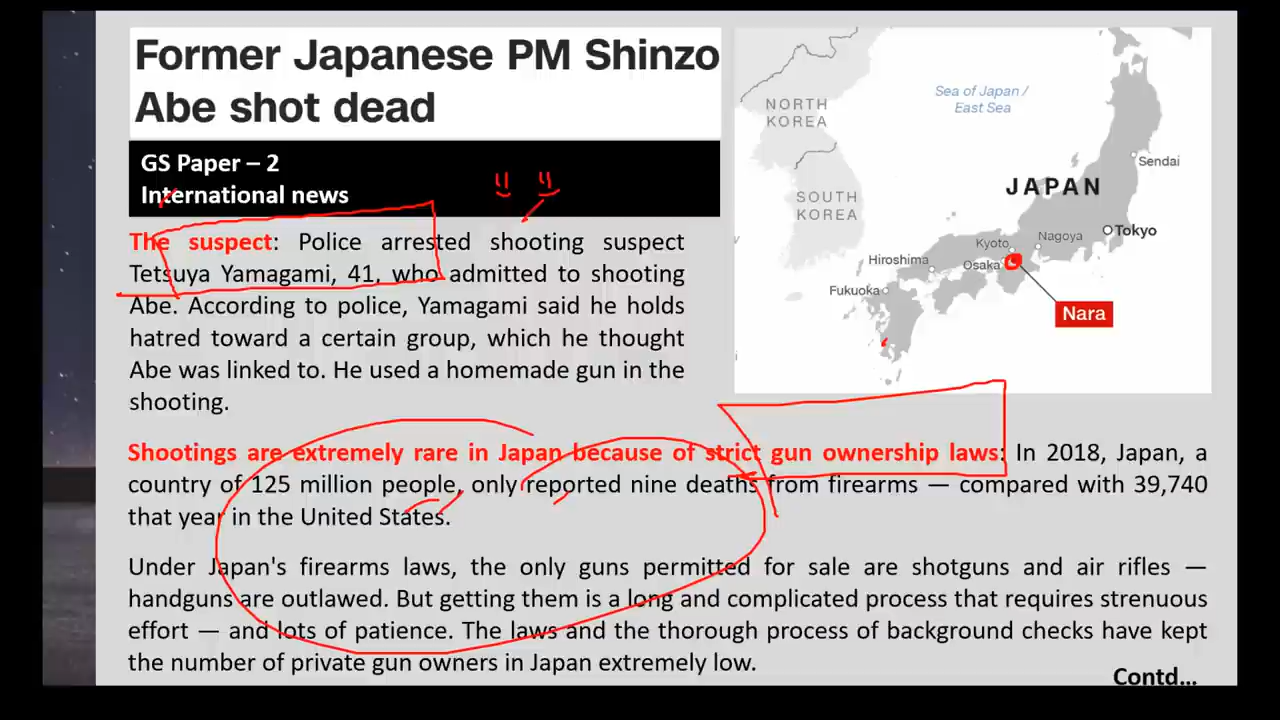 Former Japanese PM Shinzo
Abe shot dead
GS Paper – 2
International news
The suspect: Police arrested shooting suspect
Tetsuya Yamagami, 41, who admitted to shooting
Abe. According to police, Yamagami said he holds
hatred toward a certain group, which he thought
Abe was linked to. He used a homemade gun in the
shooting.
NORTH
KOREA
Sea of Japan /
East Sea
Sendai
JAPAN
SOUTH
KOREA
Tokyo
Nagoya
Kyoto
Hiroshima
Osaka
Fukuoka
Nara
Shootings are extremely rare in Japan because of strict gun ownership laws: In 2018, Japan, a
country of 125 million people, only reported nine deaths from firearms — compared with 39,740
that year in the United States.
Under Japan's firearms laws, the only guns permitted for sale are shotguns and air rifles —
handguns are outlawed. But getting them is a long and complicated process that requires strenuous
effort — and lots of patience. The laws and the thorough process of background checks have kept
the number of private gun owners in Japan extremely low.
Contd...